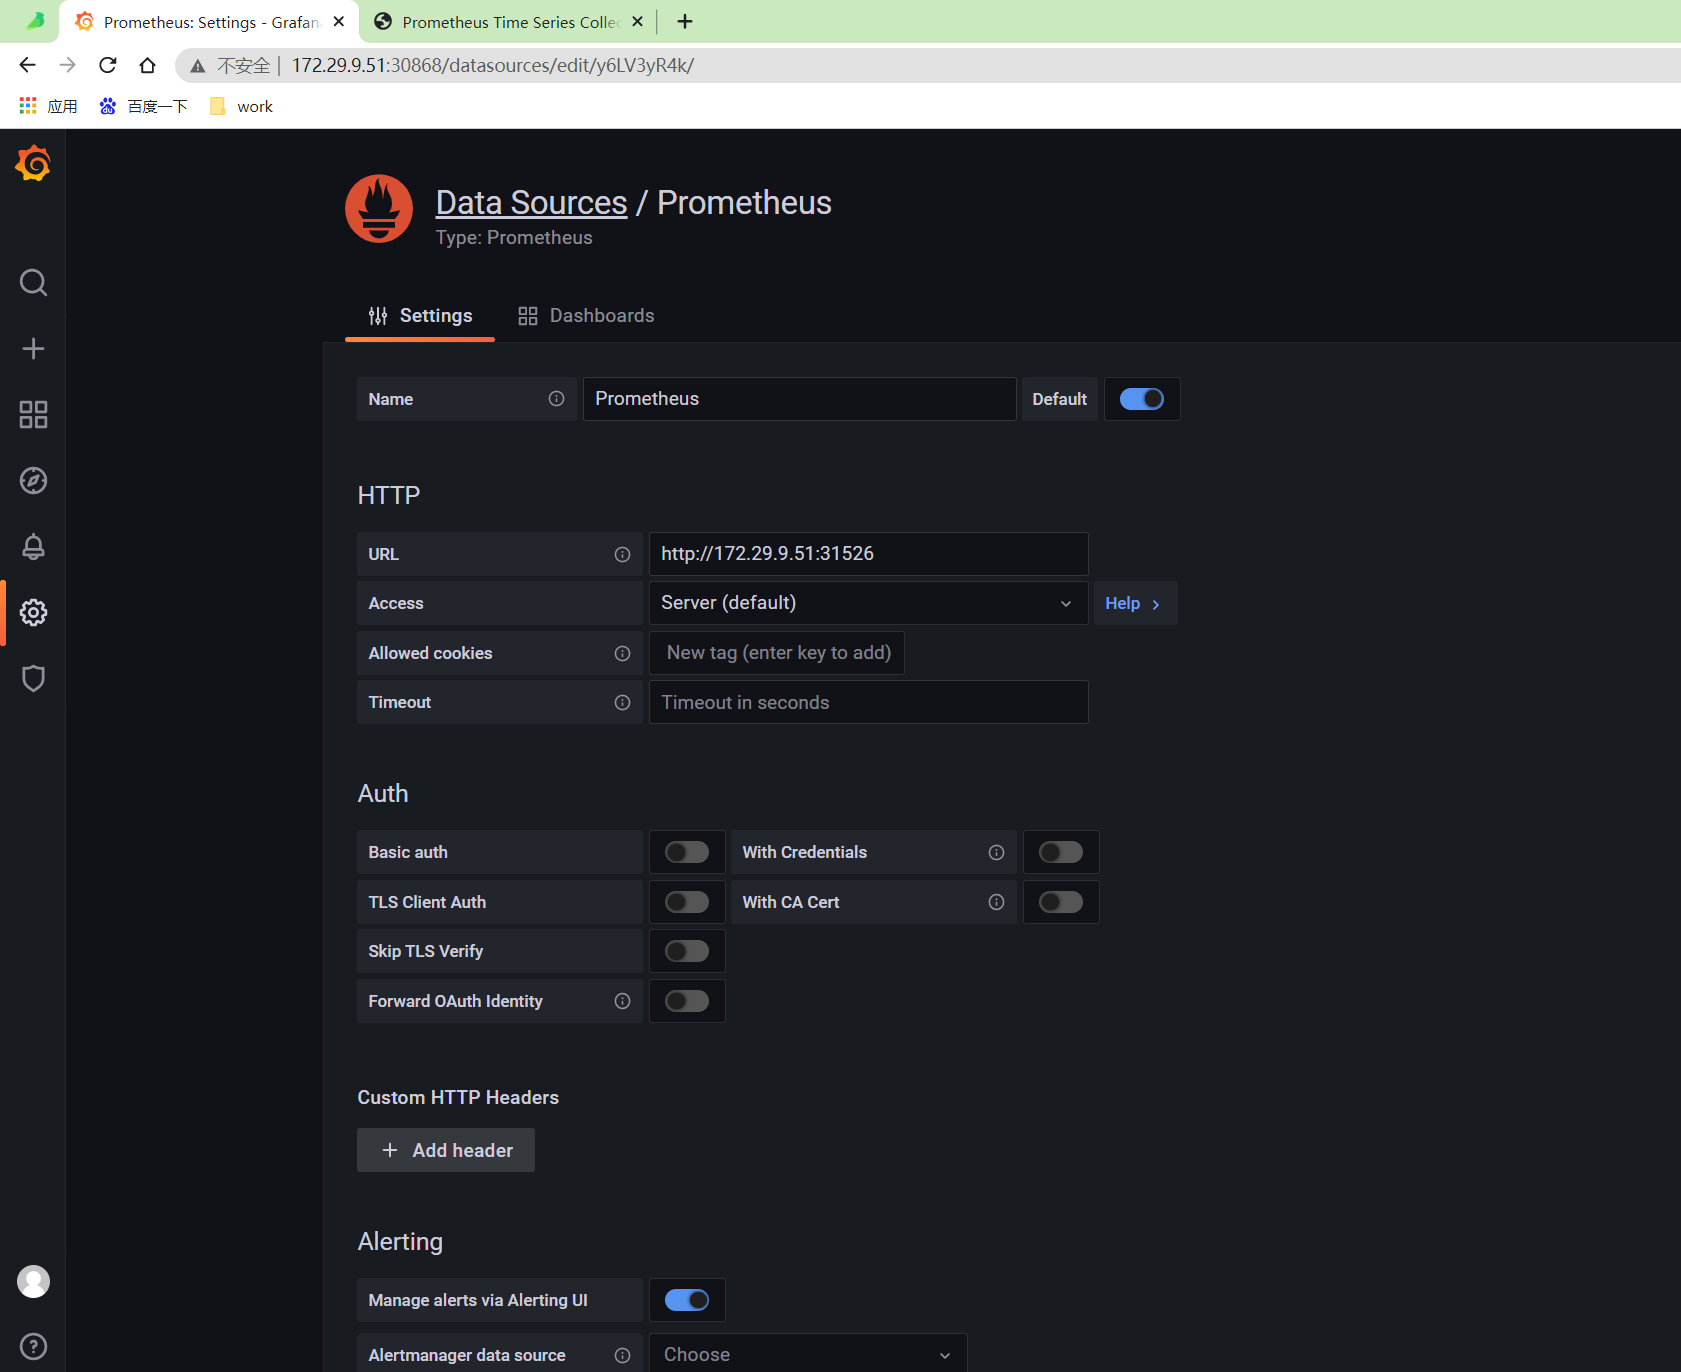 Prometheus: Settings - Grafan
Prometheus Time Series Collec
不安全 | 172.29.9.51:30868/datasources/edit/y6LV3yR4k/
应用 百度一下 work
Data Sources / Prometheus
Type: Prometheus
Settings Dashboards
Name Prometheus Default
HTTP
URL http://172.29.9.51:31526
Access Server (default) Help
Allowed cookies New tag (enter key to add)
Timeout Timeout in seconds
Auth
Basic auth With Credentials
TLS Client Auth With CA Cert
Skip TLS Verify
Forward OAuth Identity
Custom HTTP Headers
Add header
Alerting
Manage alerts via Alerting UI
Alertmanager data source Choose